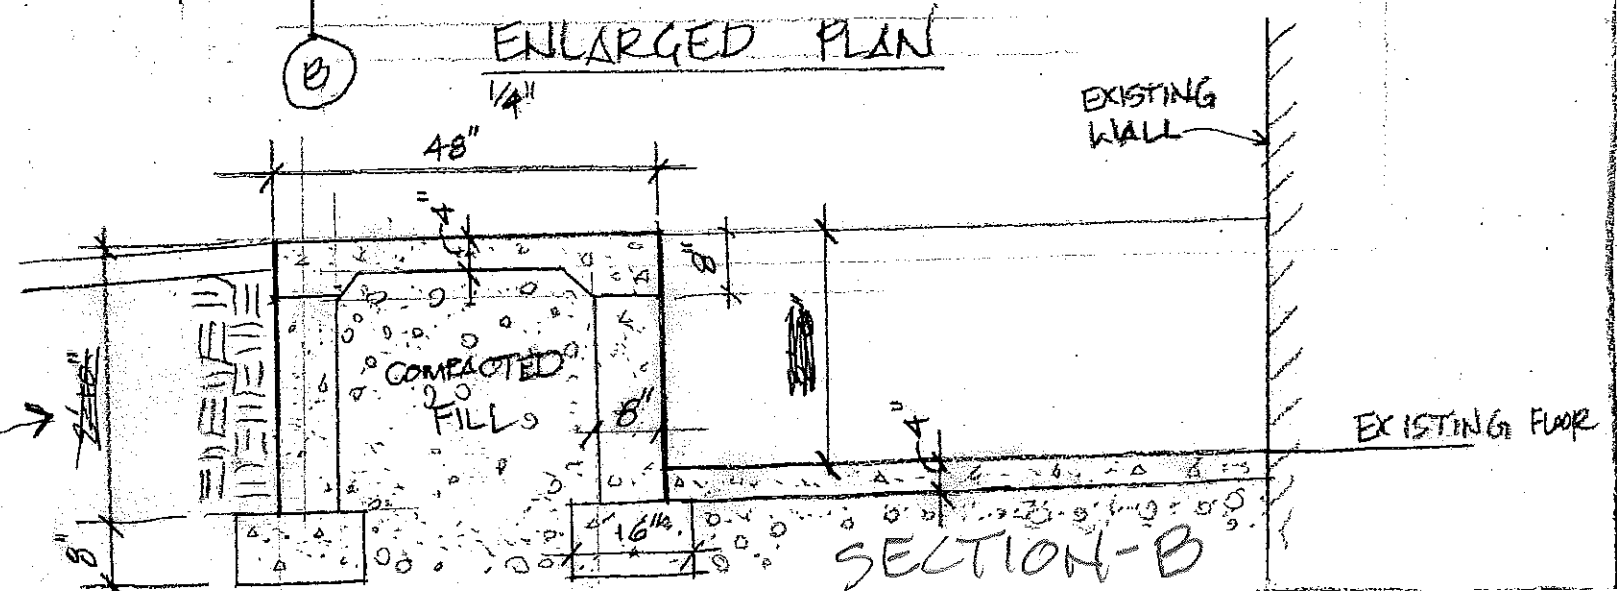 B
ENLARGED PLAN
1/4"
EXISTING
WALL
48"
4"
8"
COMPACTED
FILL
8"
4"
EXISTING FLOOR
16"
8"
SECTION-B